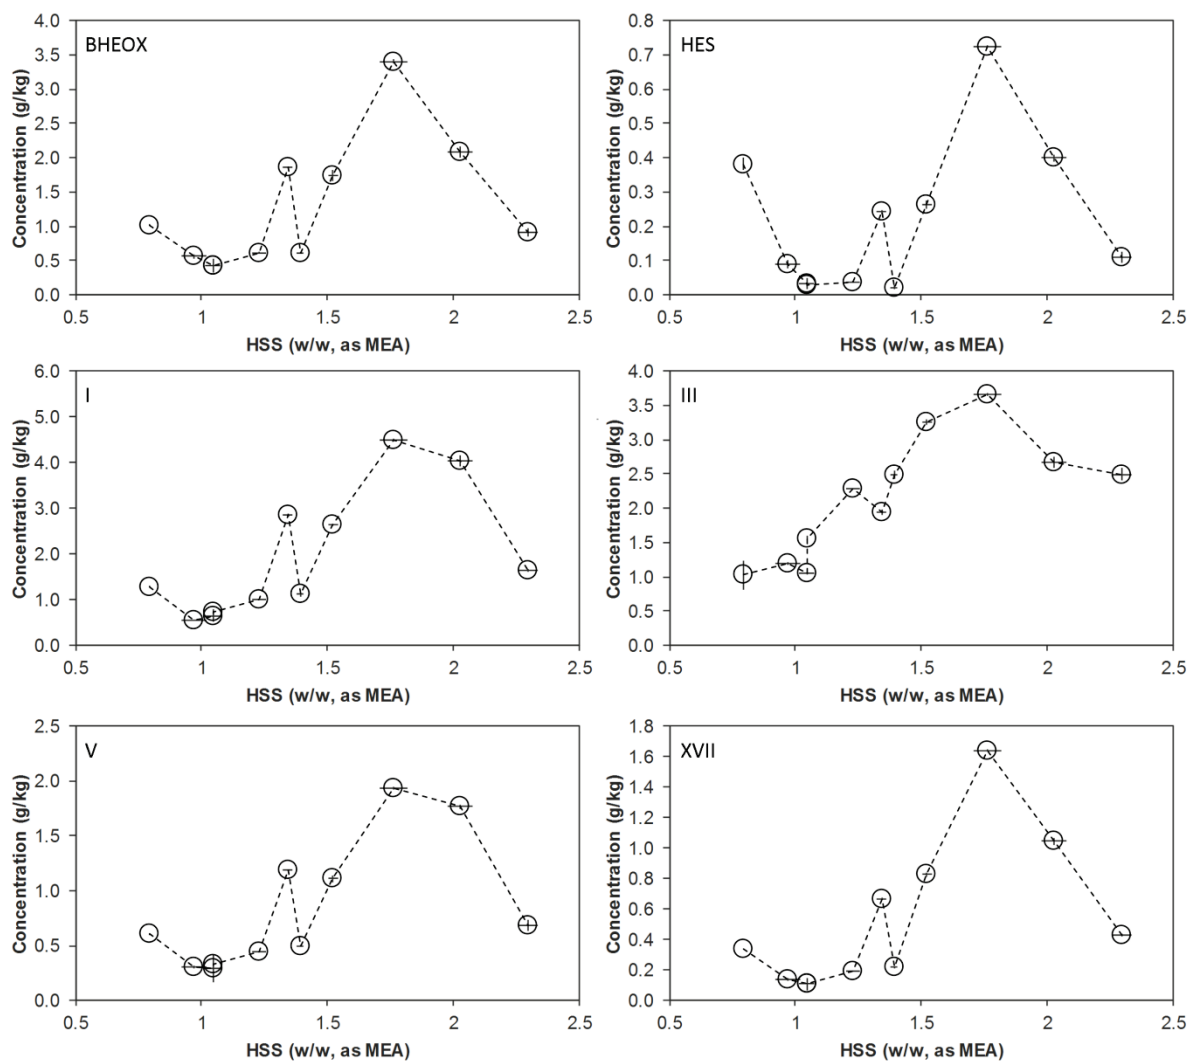 BHEOX
Concentration (g/kg)
4.0
3.5
3.0
2.5
2.0
1.5
1.0
0.5
0.0
0.5 1 1.5 2 2.5
HSS (w/w, as MEA)
HES
Concentration (g/kg)
0.8
0.7
0.6
0.5
0.4
0.3
0.2
0.1
0.0
0.5 1 1.5 2 2.5
HSS (w/w, as MEA)
I
Concentration (g/kg)
6.0
5.0
4.0
3.0
2.0
1.0
0.0
0.5 1 1.5 2 2.5
HSS (w/w, as MEA)
III
Concentration (g/kg)
4.0
3.5
3.0
2.5
2.0
1.5
1.0
0.5
0.0
0.5 1 1.5 2 2.5
HSS (w/w, as MEA)
V
Concentration (g/kg)
2.5
2.0
1.5
1.0
0.5
0.0
0.5 1 1.5 2 2.5
HSS (w/w, as MEA)
XVII
Concentration (g/kg)
1.8
1.6
1.4
1.2
1.0
0.8
0.6
0.4
0.2
0.0
0.5 1 1.5 2 2.5
HSS (w/w, as MEA)